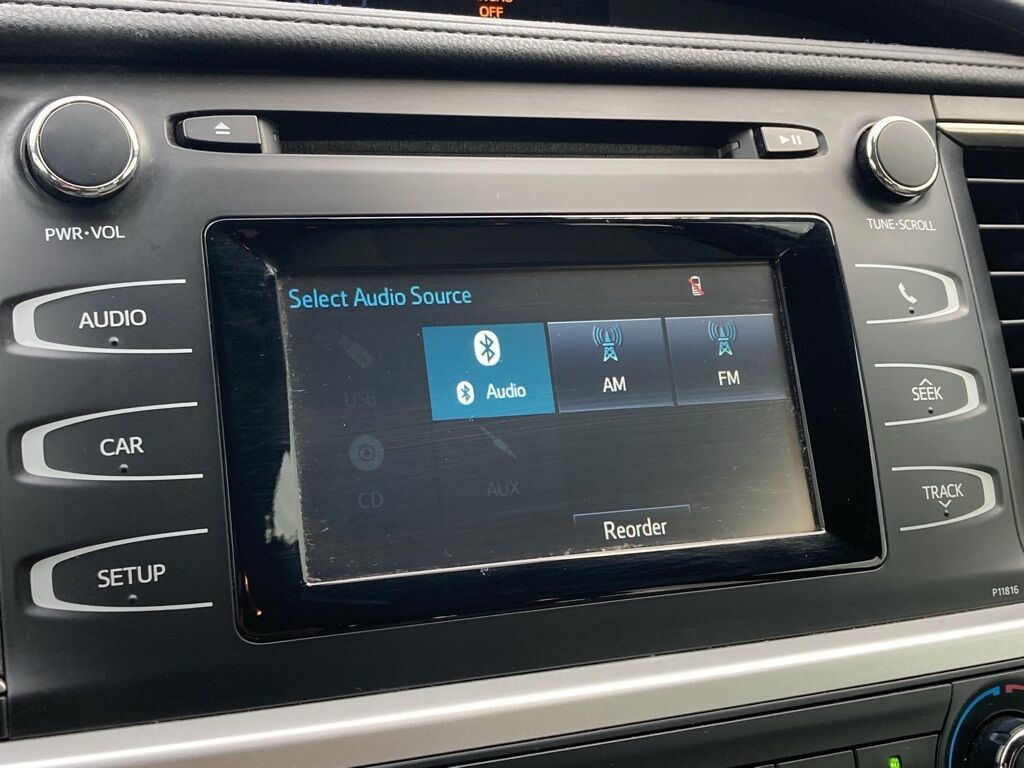 OFF
PWR•VOL
TUNE•SCROLL
AUDIO
CAR
SETUP
Select Audio Source
USB
Audio
AM
FM
CD
AUX
Reorder
SEEK
TRACK
P11816